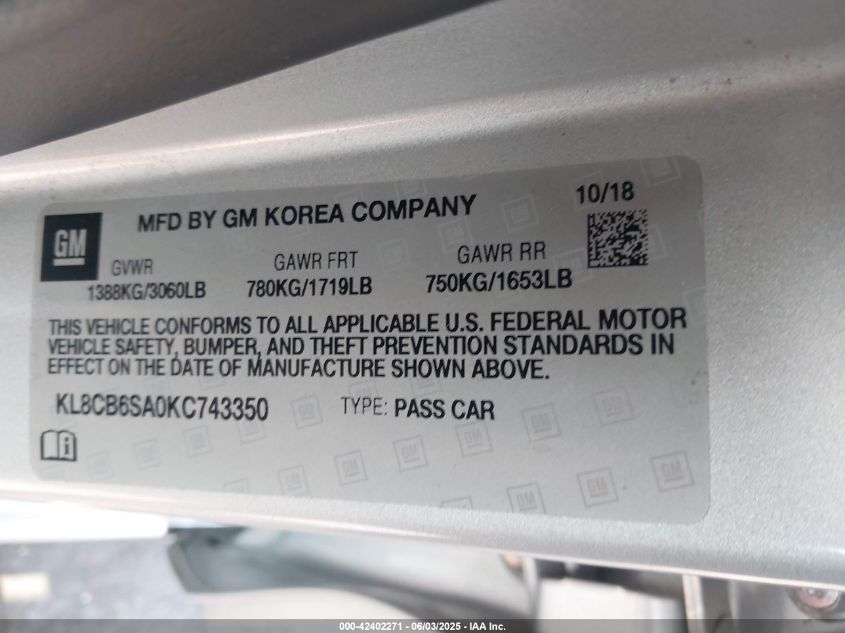 GM
MFD BY GM KOREA COMPANY
10/18
GVWR
GAWR FRT
GAWR RR
1388KG/3060LB
780KG/1719LB
750KG/1653LB
THIS VEHICLE CONFORMS TO ALL APPLICABLE U.S. FEDERAL MOTOR
VEHICLE SAFETY, BUMPER, AND THEFT PREVENTION STANDARDS IN
EFFECT ON THE DATE OF MANUFACTURE SHOWN ABOVE.
KL8CB6SA0KC743350
TYPE: PASS CAR
000-42402271 - 06/03/2025 - IAA Inc.